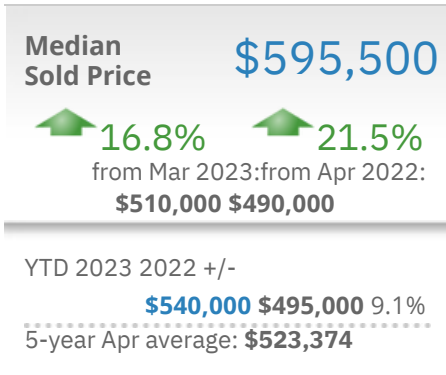 Median
Sold Price
$595,500
16.8% 21.5%
from Mar 2023:from Apr 2022:
$510,000 $490,000
YTD 2023 2022 +/-
$540,000 $495,000 9.1%
5-year Apr average: $523,374